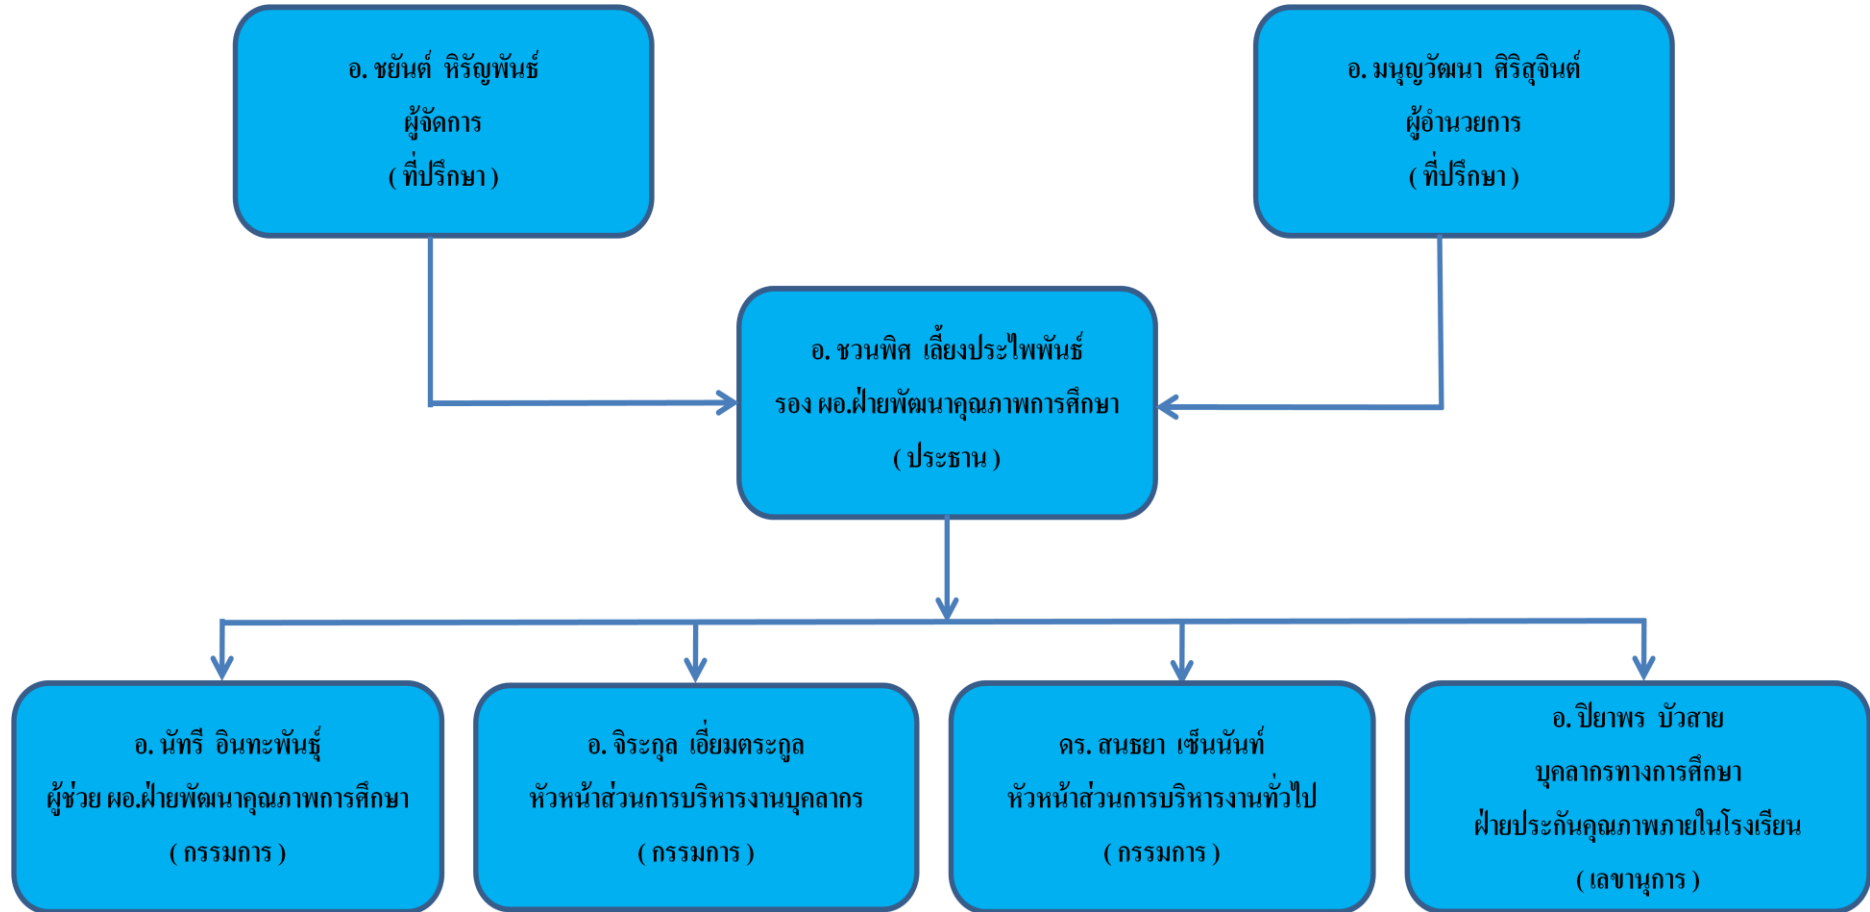 อ. ชยันต์ หิรัญพันธ์
ผู้จัดการ
( ที่ปรึกษา )
อ. มนุญวัฒนา ศิริสุจินต์
ผู้อำนวยการ
( ที่ปรึกษา )
อ. ชวนพิศ เลี้ยงประไพพันธ์
รอง ผอ.ฝ่ายพัฒนาคุณภาพการศึกษา
( ประธาน )
อ. นัทรี อินทะพันธุ์
ผู้ช่วย ผอ.ฝ่ายพัฒนาคุณภาพการศึกษา
( กรรมการ )
อ. จิระกุล เอี่ยมตระกูล
หัวหน้าส่วนการบริหารงานบุคลากร
( กรรมการ )
ดร. สนธยา เซ็นนันท์
หัวหน้าส่วนการบริหารงานทั่วไป
( กรรมการ )
อ. ปิยาพร บัวสาย
บุคลากรทางการศึกษา
ฝ่ายประกันคุณภาพภายในโรงเรียน
( เลขานุการ )